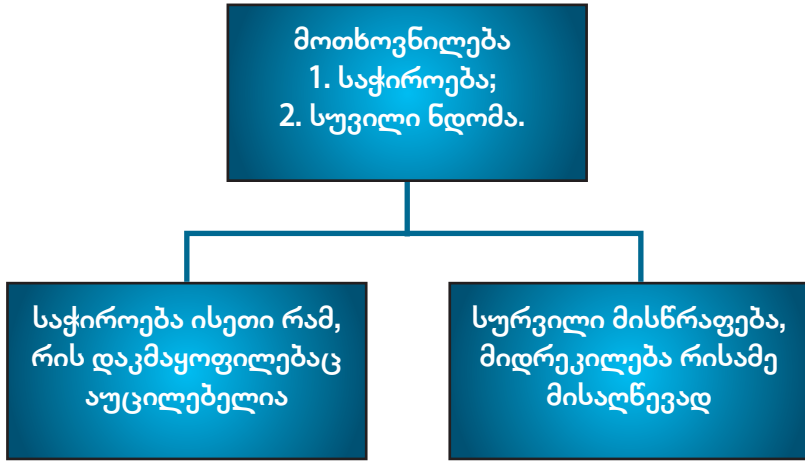 მოთხოვნილება
1. საჭიროება;
2. სუვილი ნდომა.
საჭიროება ისეთი რამ,
რის დაკმაყოფილებაც
აუცილებელია
სურვილი მისწრაფება,
მიდრეკილება რისამე
მისაღწევად